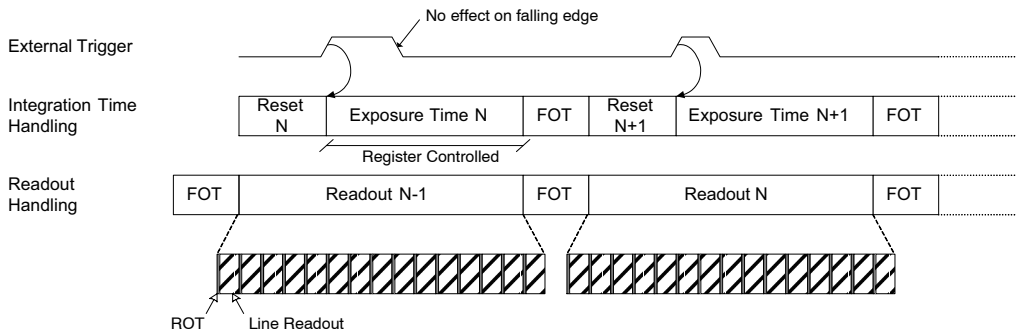 No effect on falling edge
External Trigger
Integration Time
Handling
Reset
N
Exposure Time N
FOT
Reset
N+1
Exposure Time N+1
FOT
Register Controlled
Readout
Handling
FOT
Readout N-1
FOT
Readout N
FOT
ROT
Line Readout